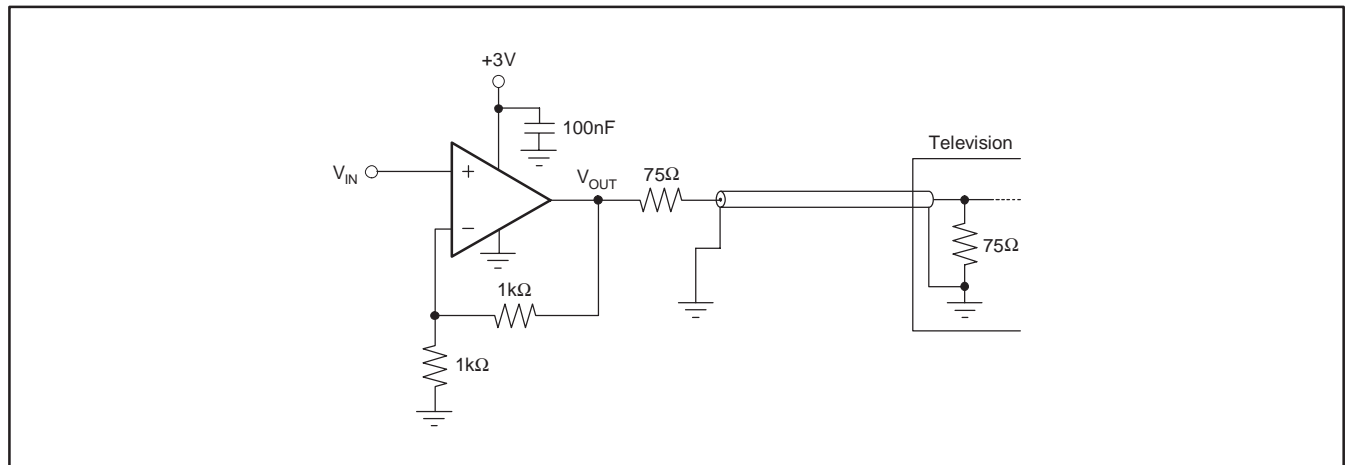 +3V
100nF
Television
V_IN
+
75Ω
V_OUT
−
75Ω
1kΩ
1kΩ